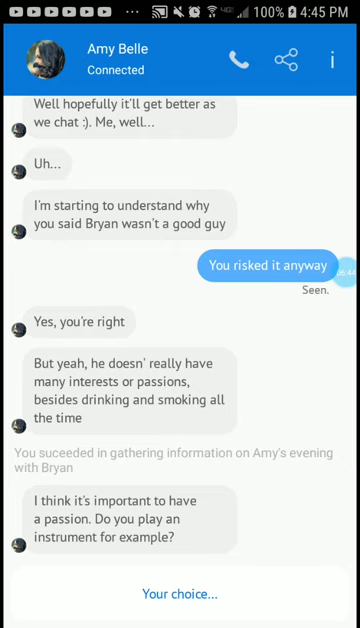 100% 4:45 PM
Amy Belle
Connected
Well hopefully it'll get better as
we chat :). Me, well...
Uh...
I'm starting to understand why
you said Bryan wasn't a good guy
You risked it anyway
06:44
Seen.
Yes, you're right
But yeah, he doesn' really have
many interests or passions,
besides drinking and smoking all
the time
You suceeded in gathering information on Amy's evening
with Bryan
I think it's important to have
a passion. Do you play an
instrument for example?
Your choice...